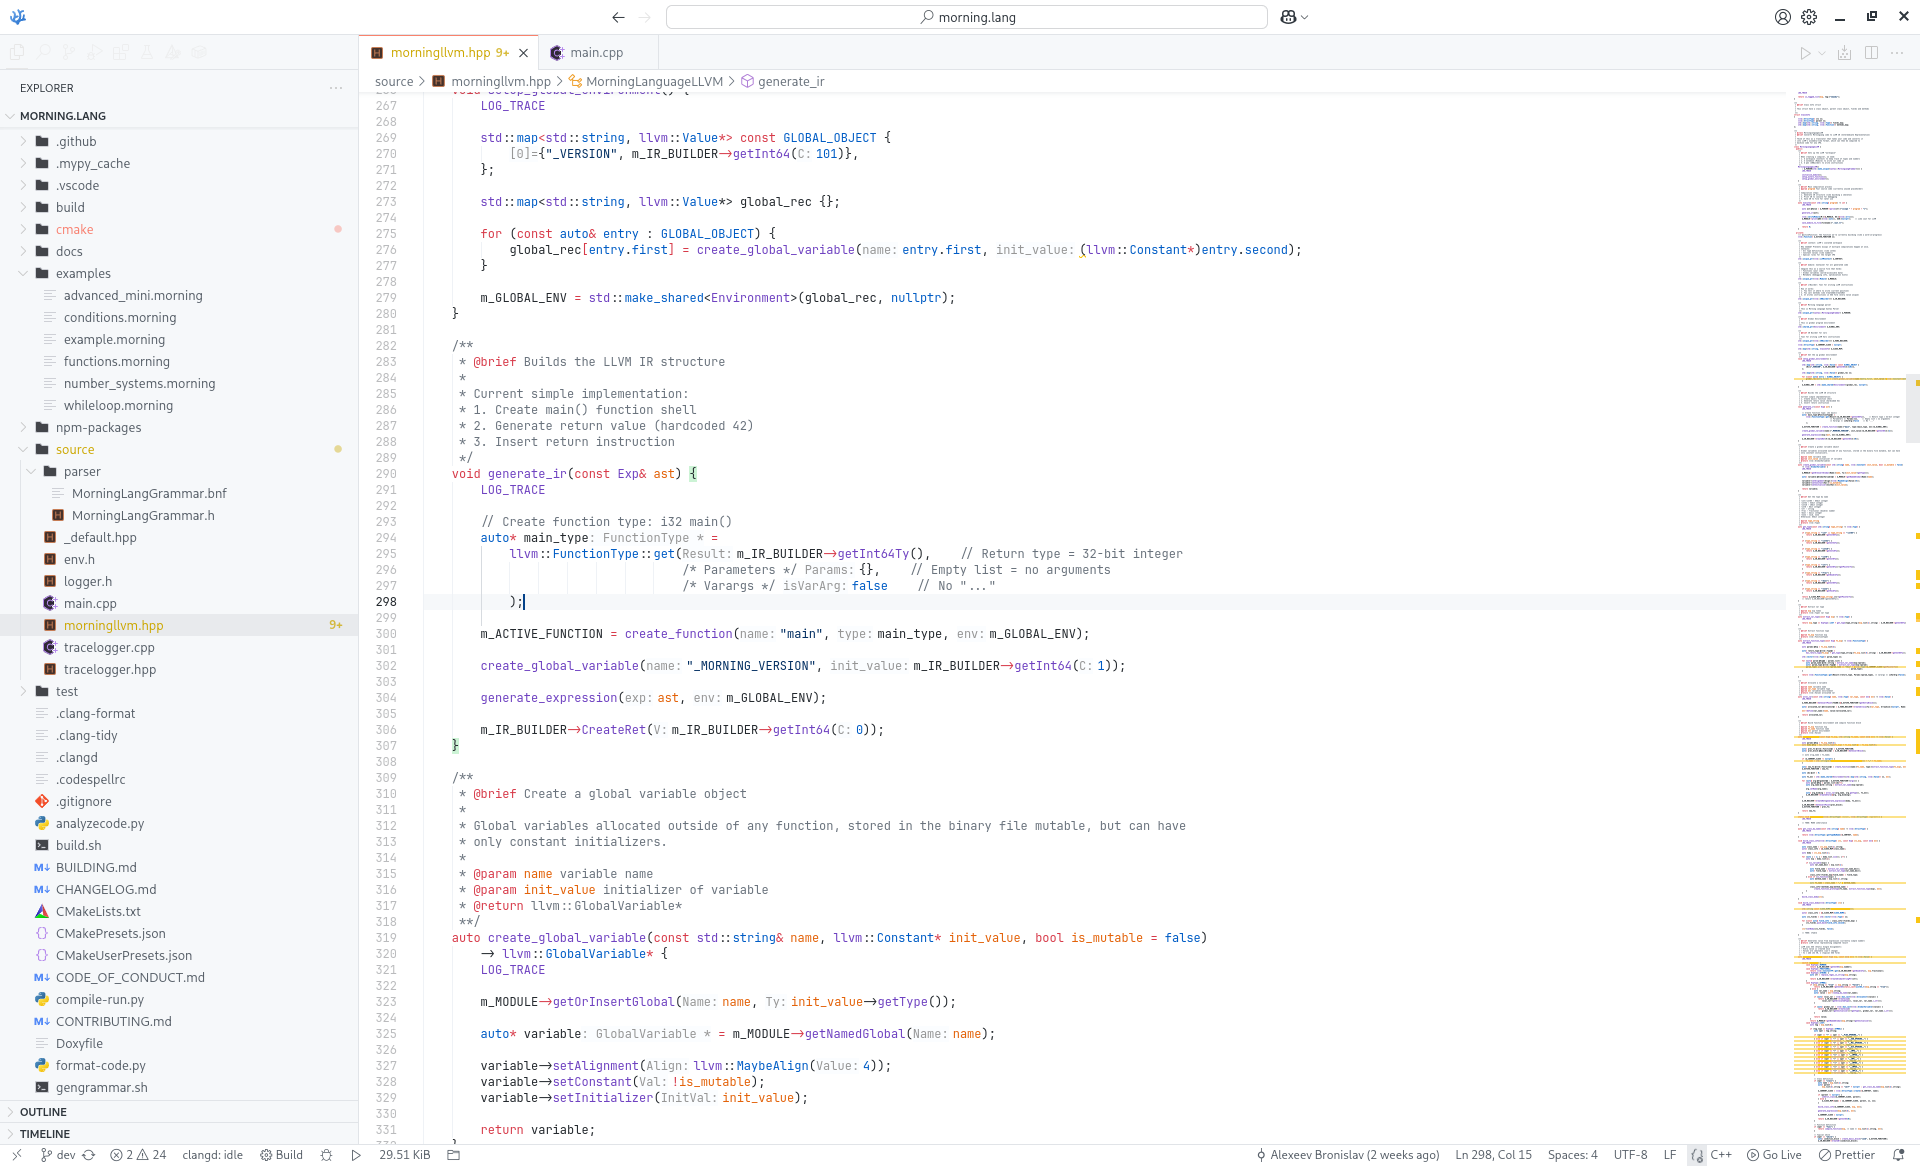 morning.lang
EXPLORER
MORNING.LANG
.github
.mypy_cache
.vscode
build
cmake
docs
examples
advanced_mini.morning
conditions.morning
example.morning
functions.morning
number_systems.morning
whileloop.morning
npm-packages
source
parser
MorningLangGrammar.bnf
MorningLangGrammar.h
_default.hpp
env.h
logger.h
main.cpp
morningllvm.hpp 9+
tracelogger.cpp
tracelogger.hpp
test
.clang-format
.clang-tidy
.clangd
.codespellrc
.gitignore
analyzecode.py
build.sh
BUILDING.md
CHANGELOG.md
CMakeLists.txt
CMakePresets.json
CMakeUserPresets.json
CODE_OF_CONDUCT.md
compile-run.py
CONTRIBUTING.md
Doxyfile
format-code.py
gengrammar.sh
OUTLINE
TIMELINE
morningllvm.hpp 9+ main.cpp
source > morningllvm.hpp > MorningLanguageLLVM > generate_ir
267 LOG_TRACE
268
269 std::map<std::string, llvm::Value*> const GLOBAL_OBJECT {
270 [0]={"_VERSION", m_IR_BUILDER->getInt64(C: 101)},
271 };
272
273 std::map<std::string, llvm::Value*> global_rec {};
274
275 for (const auto& entry : GLOBAL_OBJECT) {
276 global_rec[entry.first] = create_global_variable(name: entry.first, init_value: (llvm::Constant*)entry.second);
277 }
278
279 m_GLOBAL_ENV = std::make_shared<Environment>(global_rec, nullptr);
280 }
281
282 /**
283 * @brief Builds the LLVM IR structure
284 *
285 * Current simple implementation:
286 * 1. Create main() function shell
287 * 2. Generate return value (hardcoded 42)
288 * 3. Insert return instruction
289 */
290 void generate_ir(const Exp& ast) {
291 LOG_TRACE
292
293 // Create function type: i32 main()
294 auto* main_type: FunctionType * =
295 llvm::FunctionType::get(Result: m_IR_BUILDER->getInt64Ty(), // Return type = 32-bit integer
296 /* Parameters */ Params: {}, // Empty list = no arguments
297 /* Varargs */ isVarArg: false // No "..."
298 );
299
300 m_ACTIVE_FUNCTION = create_function(name: "main", type: main_type, env: m_GLOBAL_ENV);
301
302 create_global_variable(name: "_MORNING_VERSION", init_value: m_IR_BUILDER->getInt64(C: 1));
303
304 generate_expression(exp: ast, env: m_GLOBAL_ENV);
305
306 m_IR_BUILDER->CreateRet(V: m_IR_BUILDER->getInt64(C: 0));
307 }
308
309 /**
310 * @brief Create a global variable object
311 *
312 * Global variables allocated outside of any function, stored in the binary file mutable, but can have
313 * only constant initializers.
314 *
315 * @param name variable name
316 * @param init_value initializer of variable
317 * @return llvm::GlobalVariable*
318 **/
319 auto create_global_variable(const std::string& name, llvm::Constant* init_value, bool is_mutable = false)
320 -> llvm::GlobalVariable* {
321 LOG_TRACE
322
323 m_MODULE->getOrInsertGlobal(Name: name, Ty: init_value->getType());
324
325 auto* variable: GlobalVariable * = m_MODULE->getNamedGlobal(Name: name);
326
327 variable->setAlignment(Align: llvm::MaybeAlign(Value: 4));
328 variable->setConstant(Val: !is_mutable);
329 variable->setInitializer(InitVal: init_value);
330
331 return variable;
dev 2 24 clangd: idle Build 29.51 KiB Alexeev Bronislav (2 weeks ago) Ln 298, Col 15 Spaces: 4 UTF-8 LF C++ Go Live Prettier